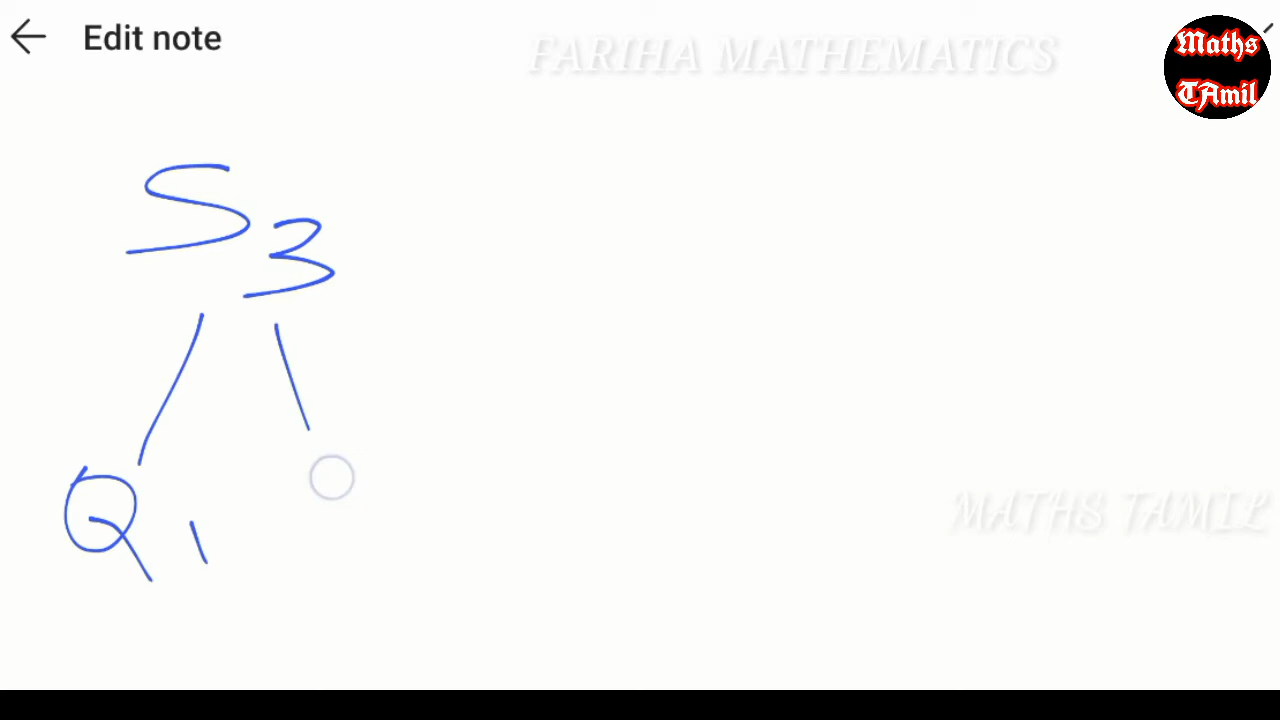 Edit note
FARIHA MATHEMATICS
Maths
TAmil
S3
Q1
MATHS TAMIL